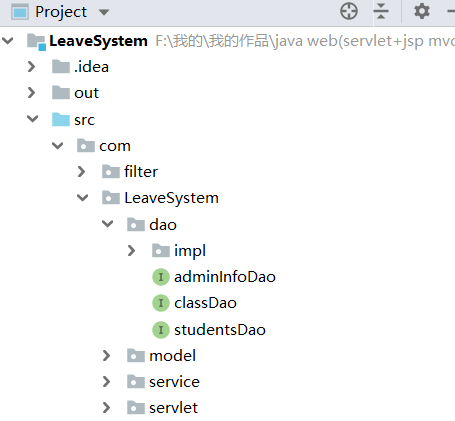 Project
LeaveSystem F:\我的\我的作品\java web(servlet+jsp mvc
.idea
out
src
com
filter
LeaveSystem
dao
impl
I adminInfoDao
I classDao
I studentsDao
model
service
servlet